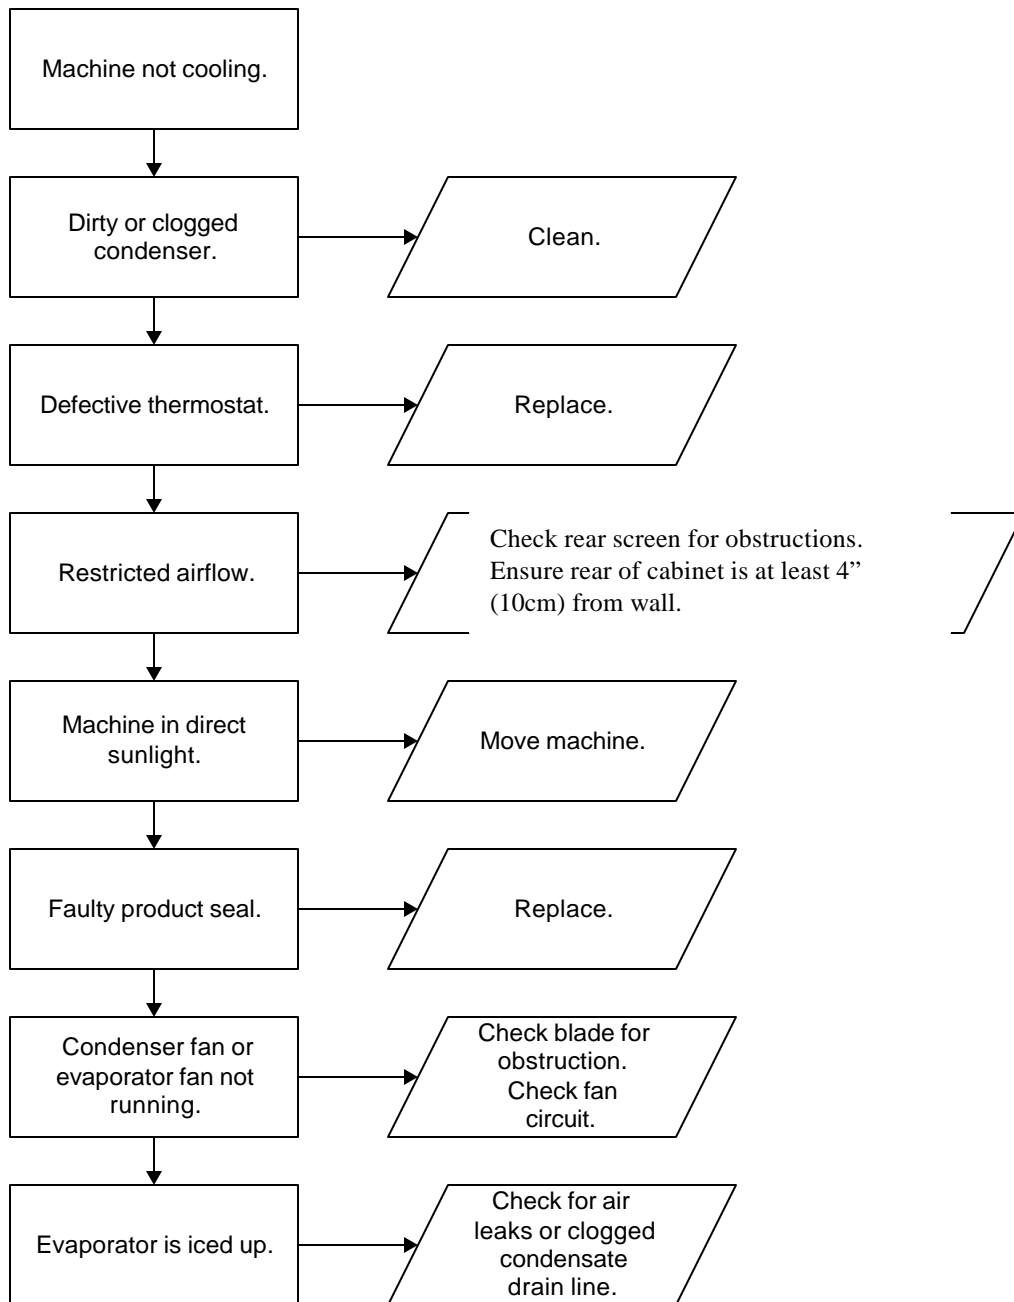 Machine not cooling.
Dirty or clogged
condenser.
Clean.
Defective thermostat.
Replace.
Restricted airflow.
Check rear screen for obstructions.
Ensure rear of cabinet is at least 4”
(10cm) from wall.
Machine in direct
sunlight.
Move machine.
Faulty product seal.
Replace.
Condenser fan or
evaporator fan not
running.
Check blade for
obstruction.
Check fan
circuit.
Evaporator is iced up.
Check for air
leaks or clogged
condensate
drain line.